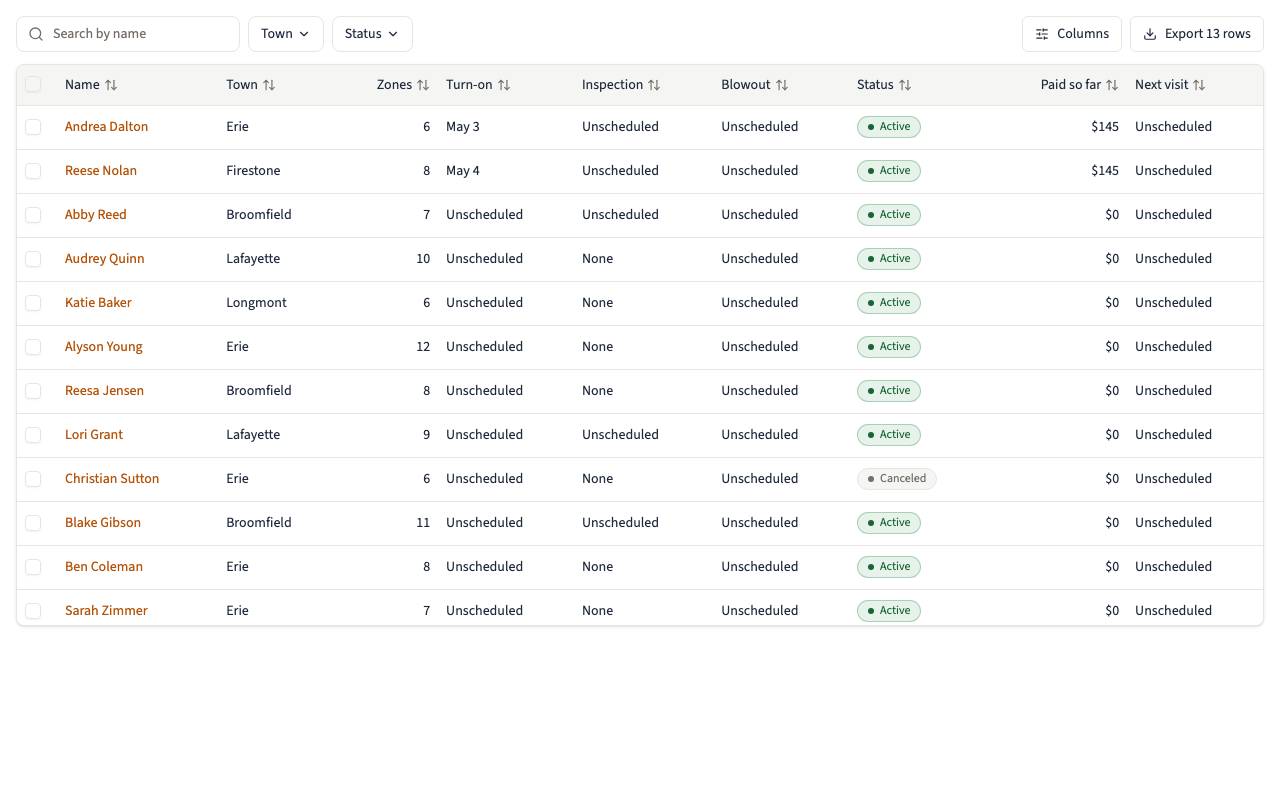 Search by name Town Status Columns Export 13 rows
Name Town Zones Turn-on Inspection Blowout Status Paid so far Next visit
Andrea Dalton Erie 6 May 3 Unscheduled Unscheduled Active $145 Unscheduled
Reese Nolan Firestone 8 May 4 Unscheduled Unscheduled Active $145 Unscheduled
Abby Reed Broomfield 7 Unscheduled Unscheduled Unscheduled Active $0 Unscheduled
Audrey Quinn Lafayette 10 Unscheduled None Unscheduled Active $0 Unscheduled
Katie Baker Longmont 6 Unscheduled None Unscheduled Active $0 Unscheduled
Alyson Young Erie 12 Unscheduled None Unscheduled Active $0 Unscheduled
Reesa Jensen Broomfield 8 Unscheduled None Unscheduled Active $0 Unscheduled
Lori Grant Lafayette 9 Unscheduled Unscheduled Unscheduled Active $0 Unscheduled
Christian Sutton Erie 6 Unscheduled None Unscheduled Canceled $0 Unscheduled
Blake Gibson Broomfield 11 Unscheduled Unscheduled Unscheduled Active $0 Unscheduled
Ben Coleman Erie 8 Unscheduled None Unscheduled Active $0 Unscheduled
Sarah Zimmer Erie 7 Unscheduled None Unscheduled Active $0 Unscheduled